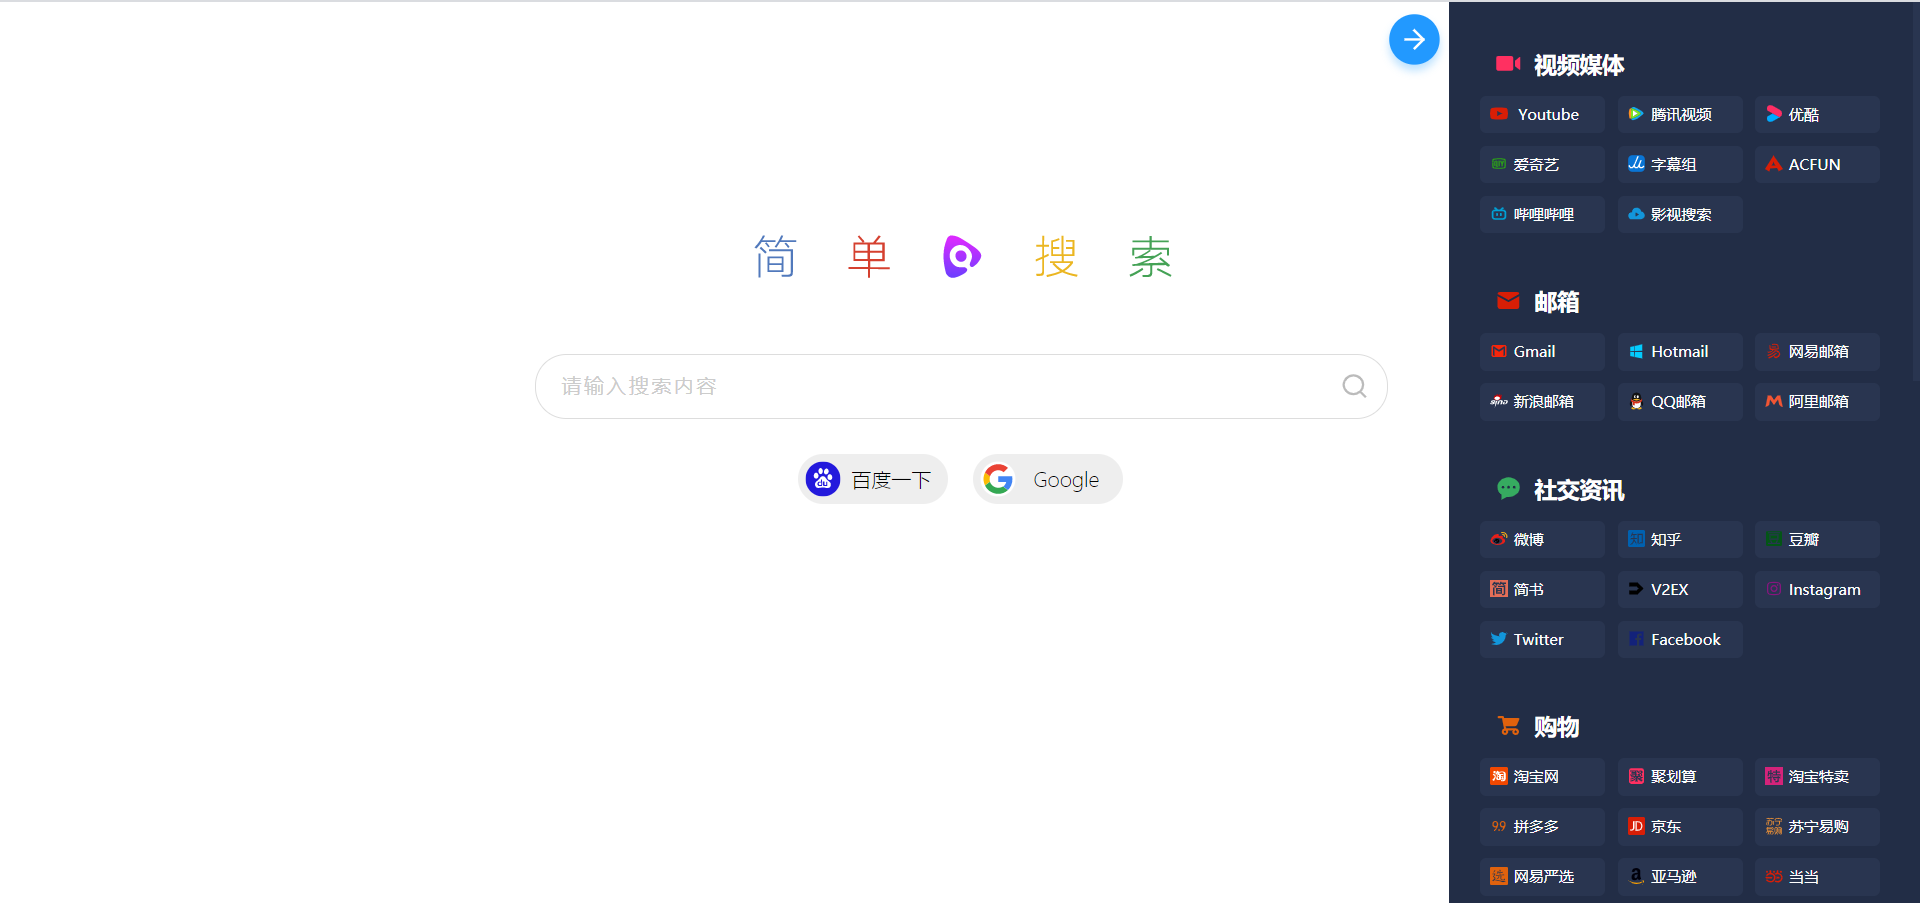 简 单 搜 索
请输入搜索内容
百度一下 Google
视频媒体
Youtube 腾讯视频 优酷
爱奇艺 字幕组 ACFUN
哔哩哔哩 影视搜索
邮箱
Gmail Hotmail 网易邮箱
新浪邮箱 QQ邮箱 阿里邮箱
社交资讯
微博 知乎 豆瓣
简书 V2EX Instagram
Twitter Facebook
购物
淘宝网 聚划算 淘宝特卖
拼多多 京东 苏宁易购
网易严选 亚马逊 当当